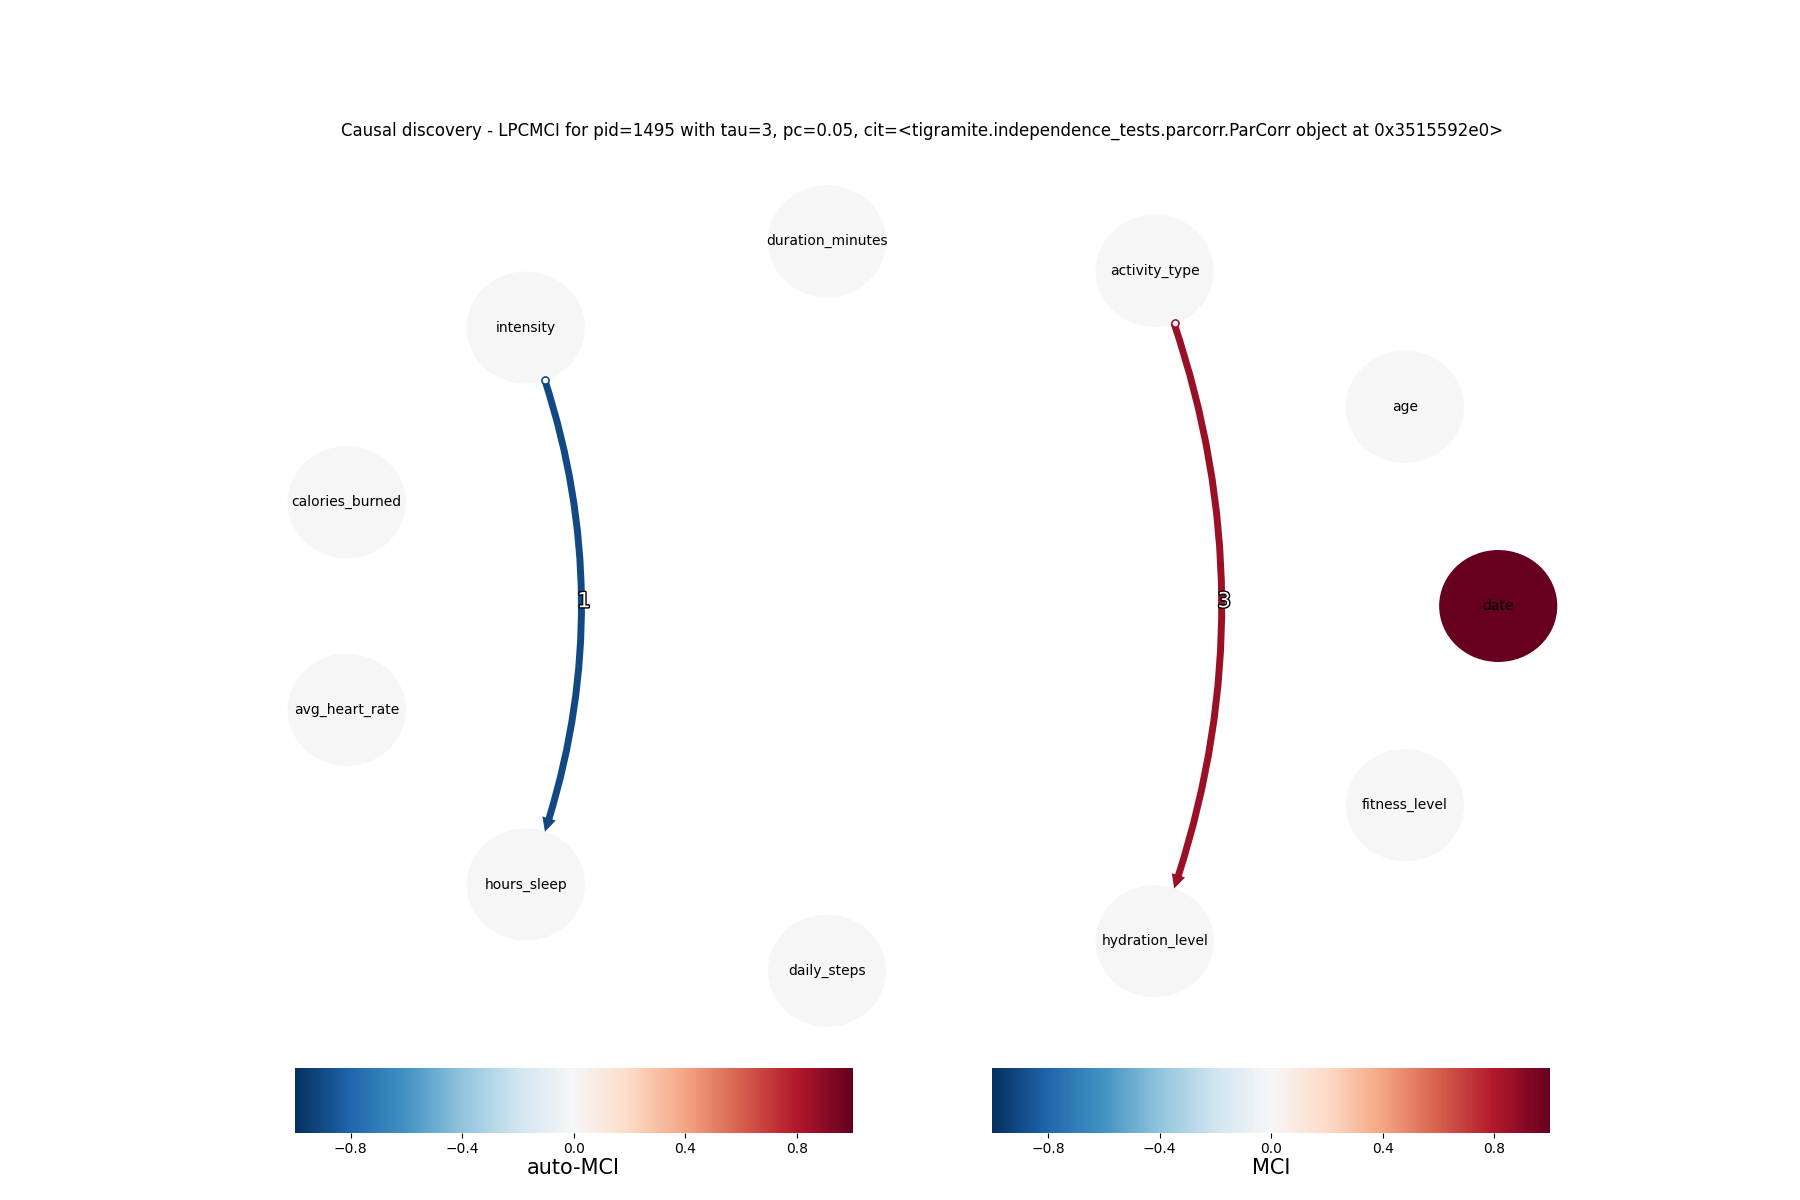 Causal discovery - LPCMCI for pid=1495 with tau=3, pc=0.05, cit=<tigramite.independence_tests.parcorr.ParCorr object at 0x3515592e0>
duration_minutes
activity_type
intensity
age
calories_burned
1
3
date
avg_heart_rate
fitness_level
hours_sleep
hydration_level
daily_steps
−0.8 −0.4 0.0 0.4 0.8
auto-MCI
−0.8 −0.4 0.0 0.4 0.8
MCI